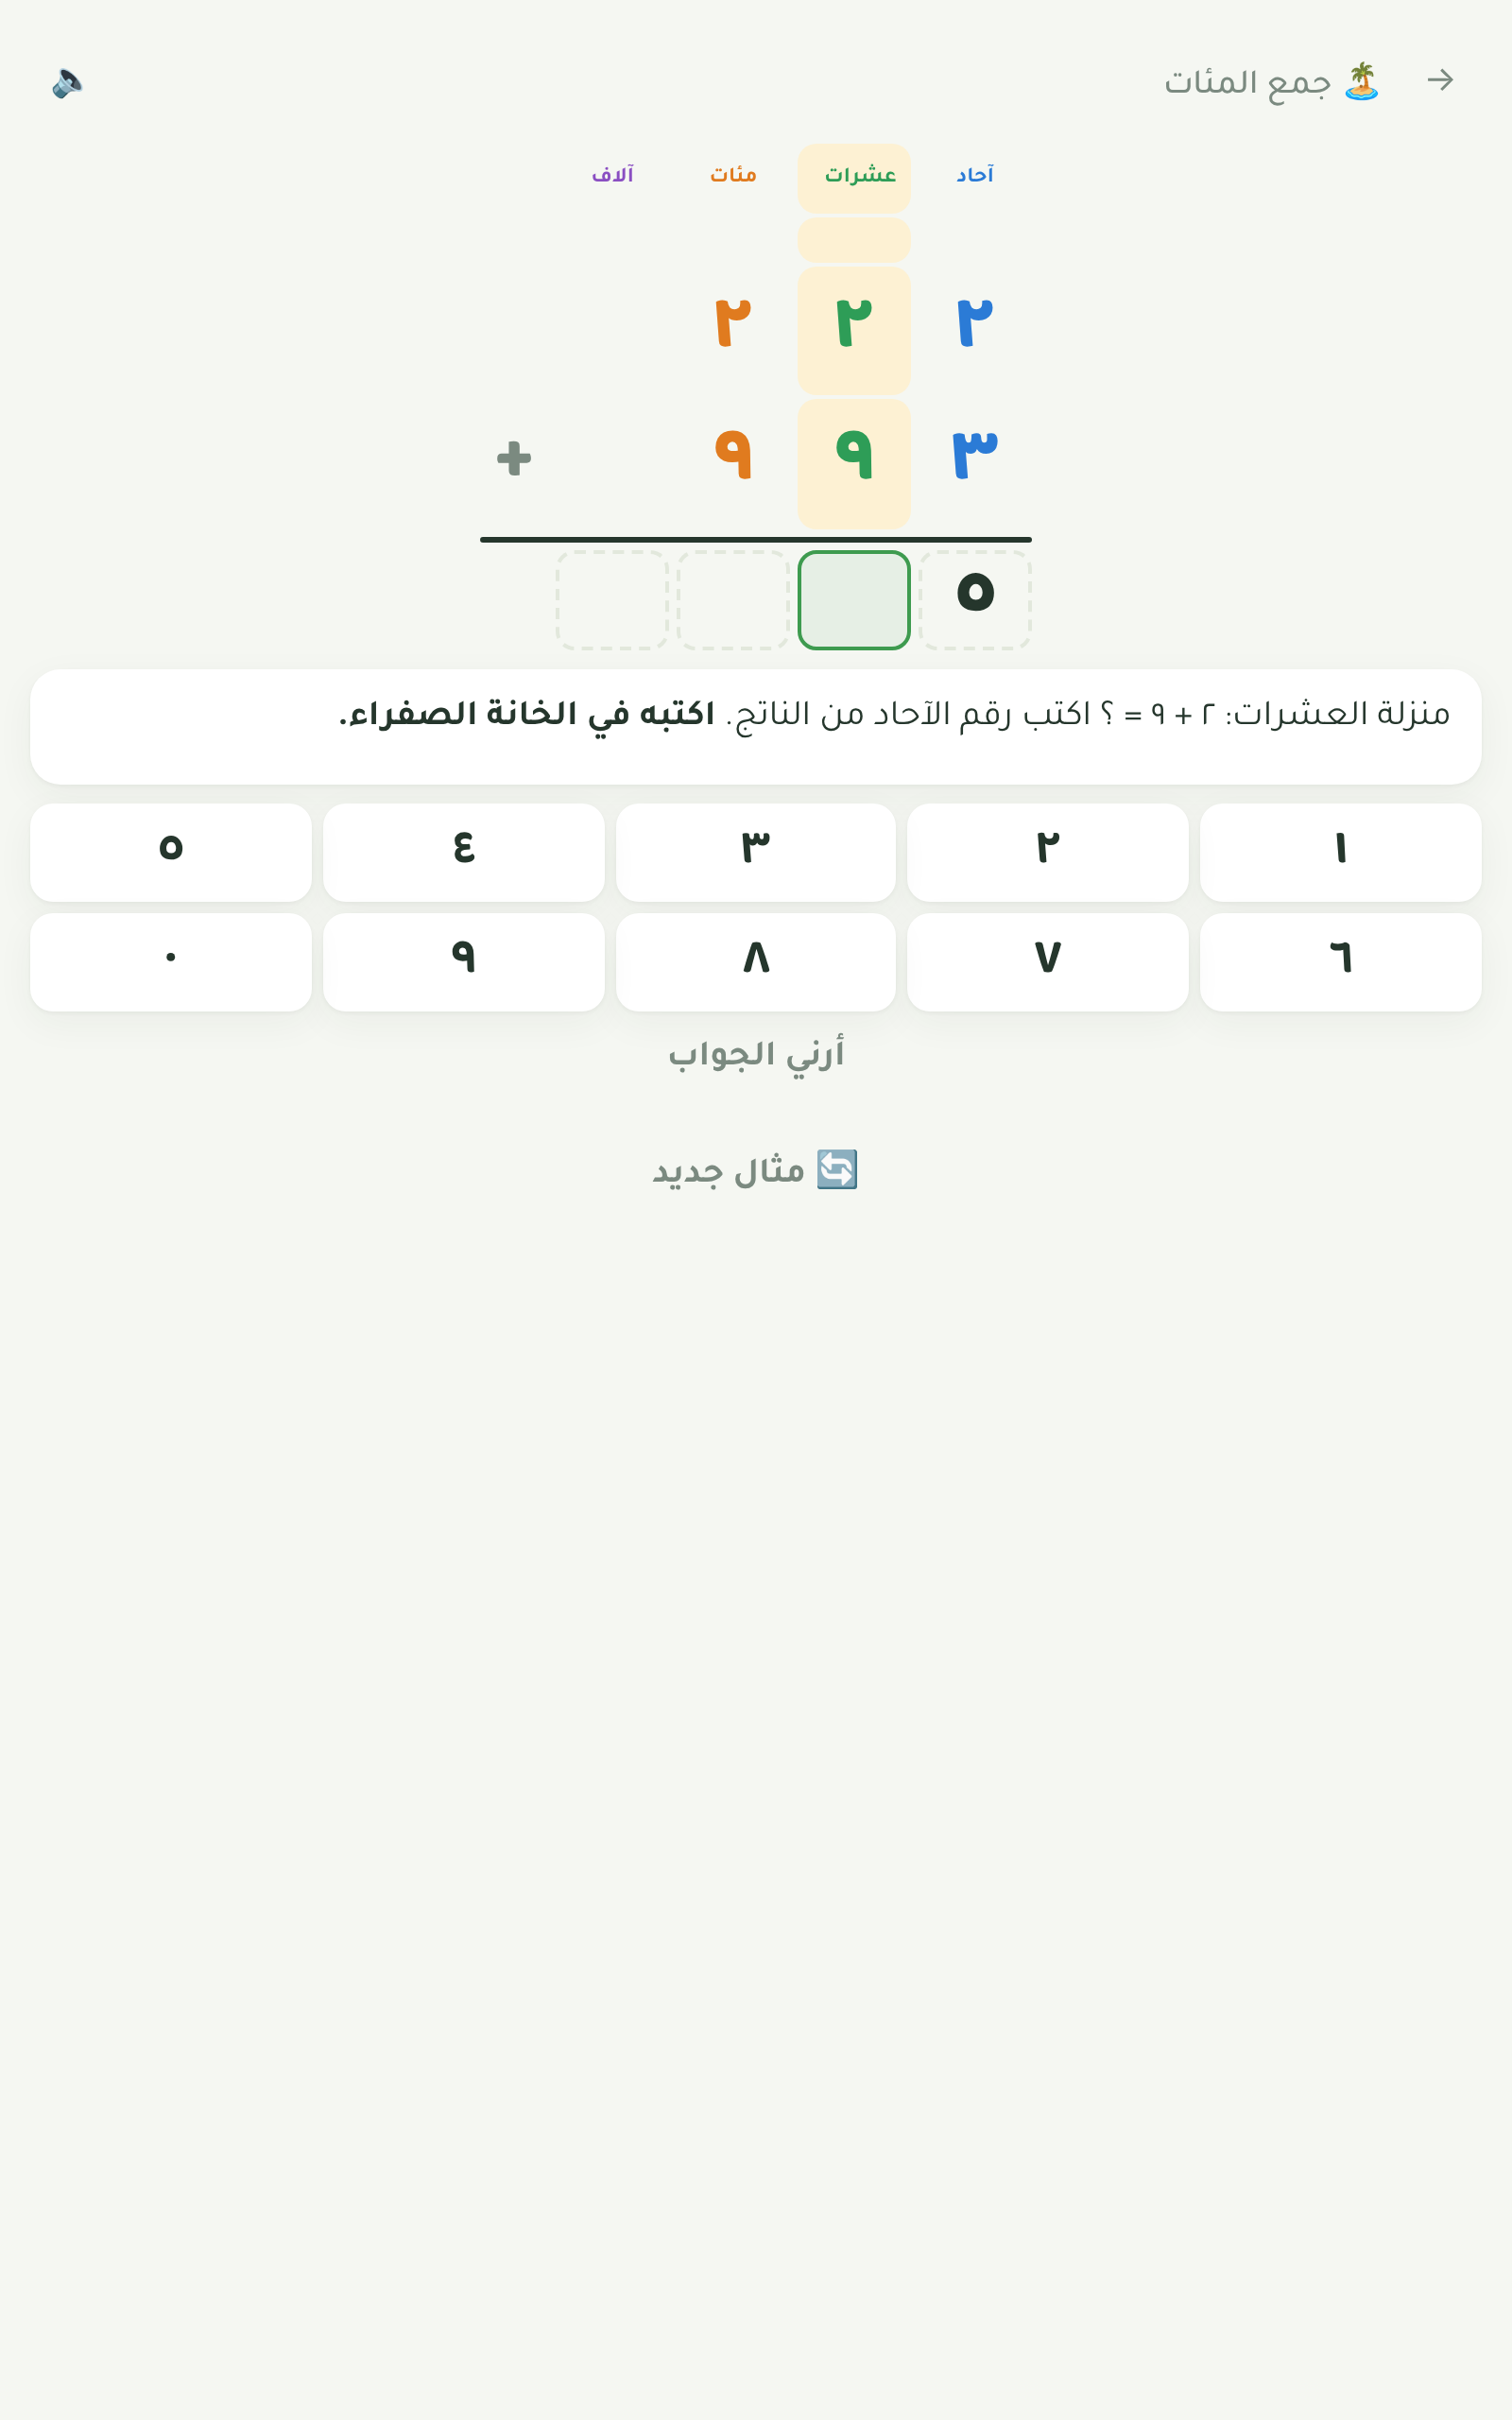 🏝️ جمع المئات
آحاد عشرات مئات آلاف
٢ ٢ ٢
٣ ٩ ٩ +
٥
منزلة العشرات: ٢ + ٩ = ؟ اكتب رقم الآحاد من الناتج. اكتبه في الخانة الصفراء.
١ ٢ ٣ ٤ ٥
٦ ٧ ٨ ٩ ٠
أرني الجواب
🔄 مثال جديد